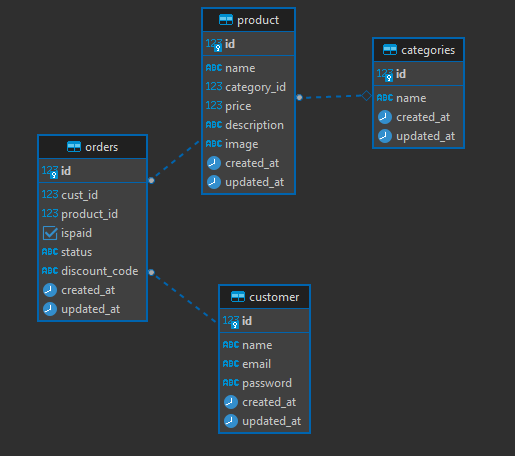 product
123 id
ABC name
123 category_id
123 price
ABC description
ABC image
created_at
updated_at
categories
123 id
ABC name
created_at
updated_at
orders
123 id
123 cust_id
123 product_id
ispaid
ABC status
ABC discount_code
created_at
updated_at
customer
123 id
ABC name
ABC email
ABC password
created_at
updated_at